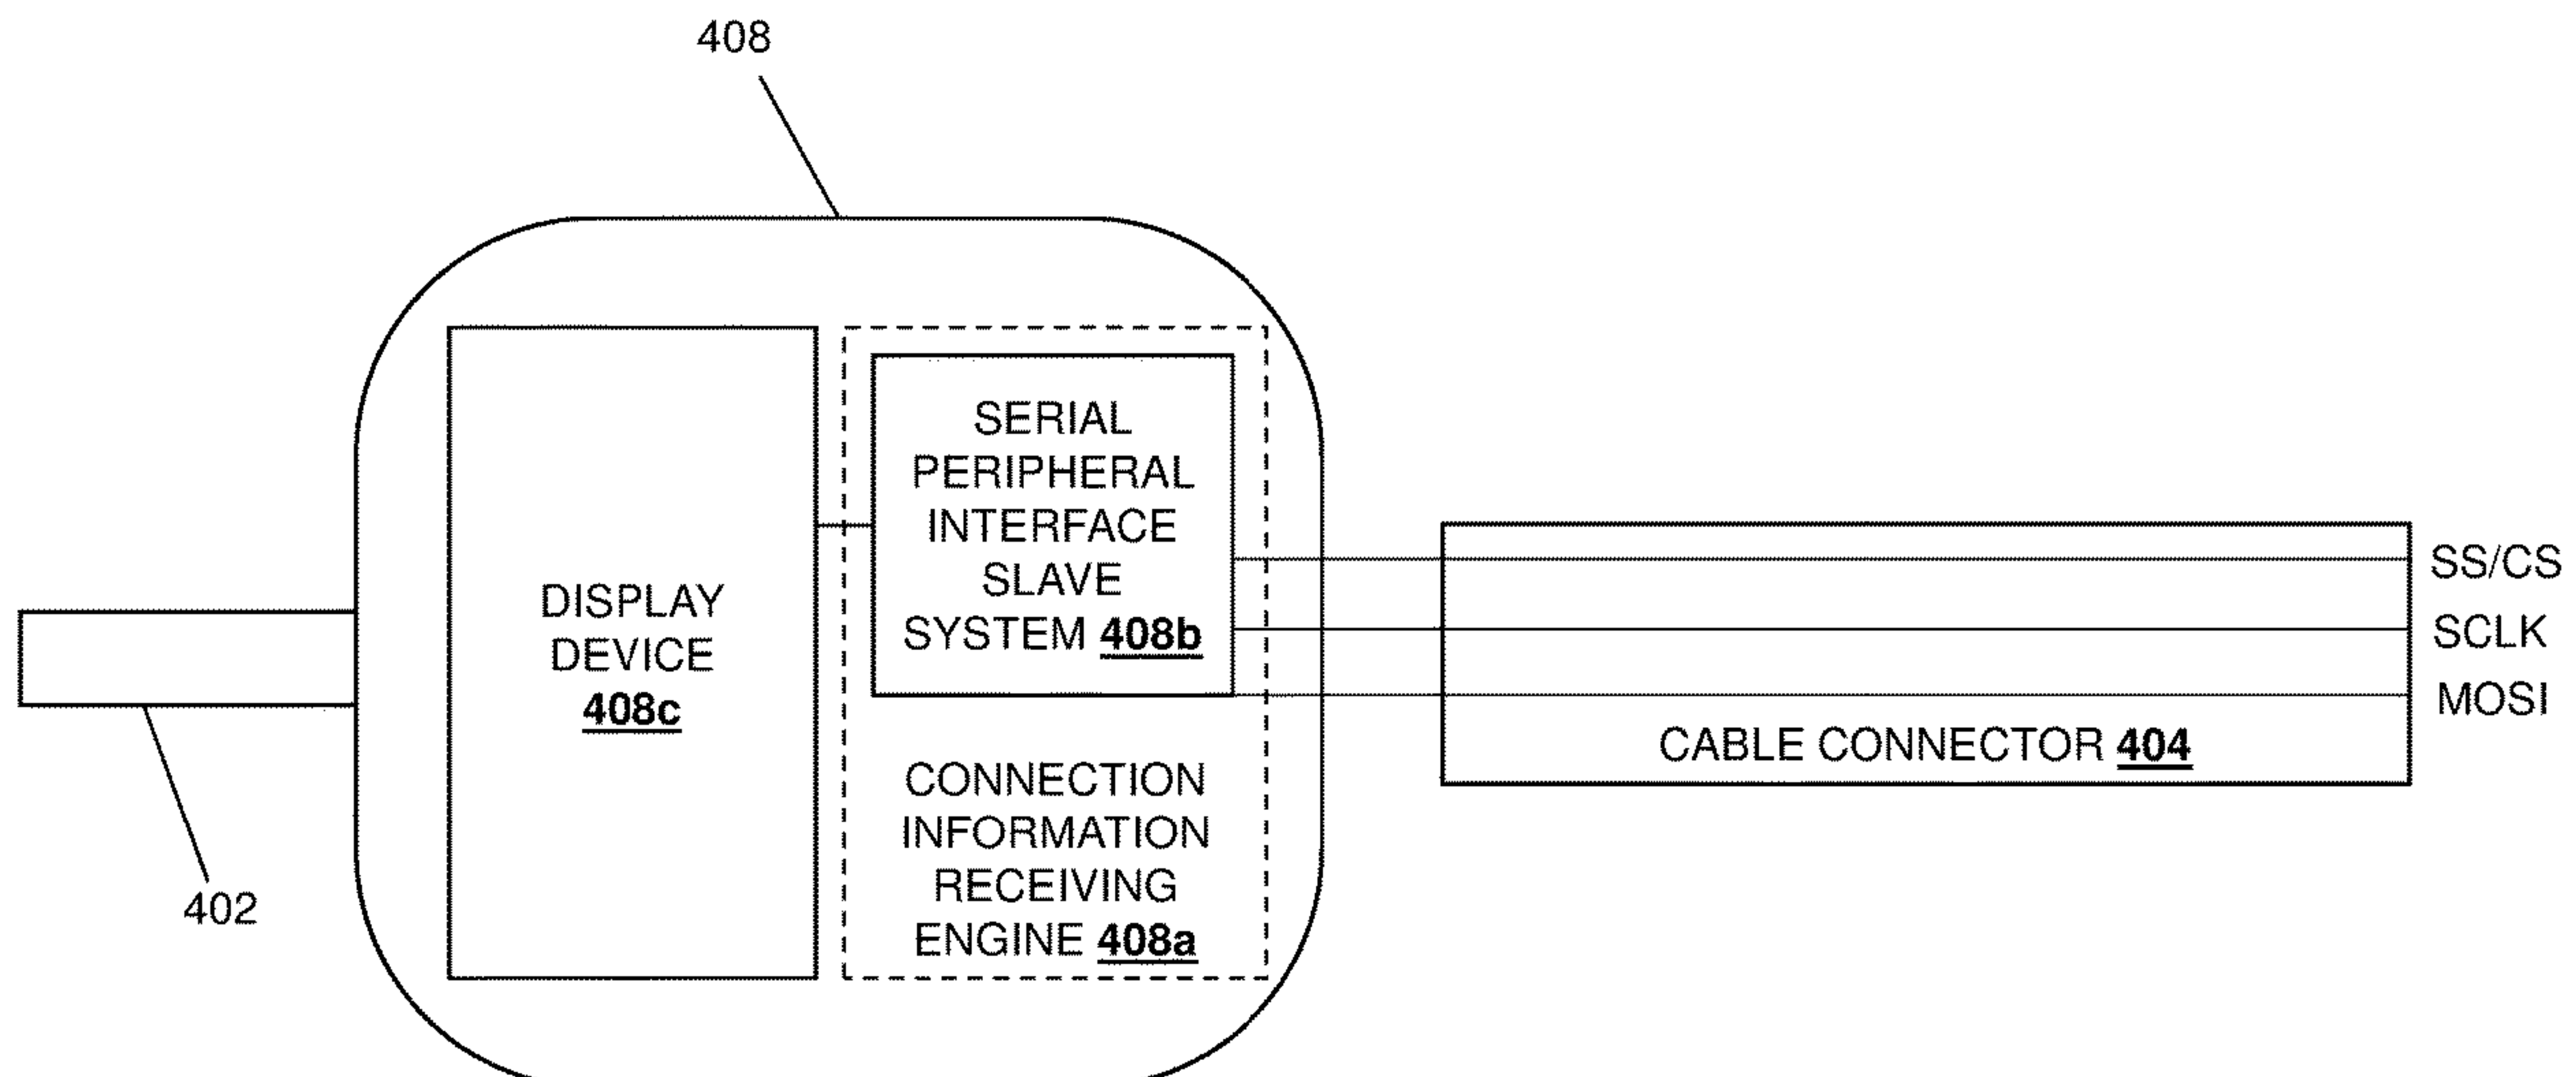 408
SERIAL
PERIPHERAL
INTERFACE
SLAVE
SYSTEM 408b
DISPLAY
DEVICE
408c
CONNECTION
INFORMATION
RECEIVING
ENGINE 408a
402
SS/CS
SCLK
MOSI
CABLE CONNECTOR 404